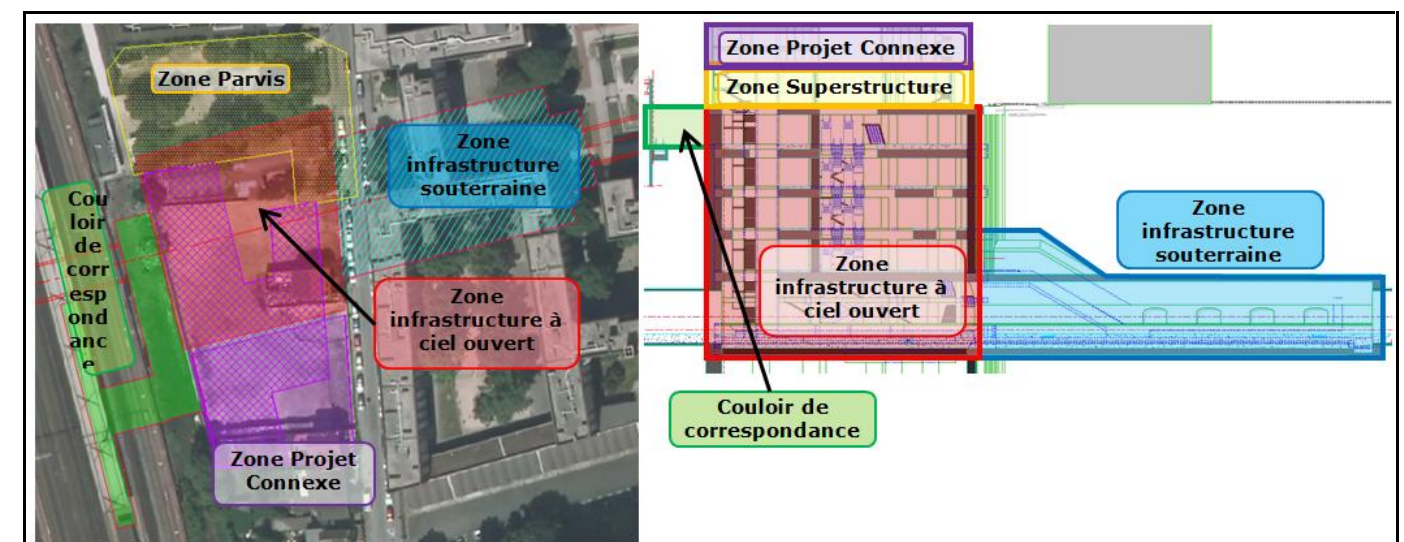 Zone Parvis
Zone
infrastructure
souterraine
Cou
loir
de
corr
esp
ond
anc
e
Zone
infrastructure à
ciel ouvert
Zone Projet
Connexe
Zone Projet Connexe
Zone Superstructure
Zone
infrastructure
souterraine
Zone
infrastructure à
ciel ouvert
Couloir de
correspondance